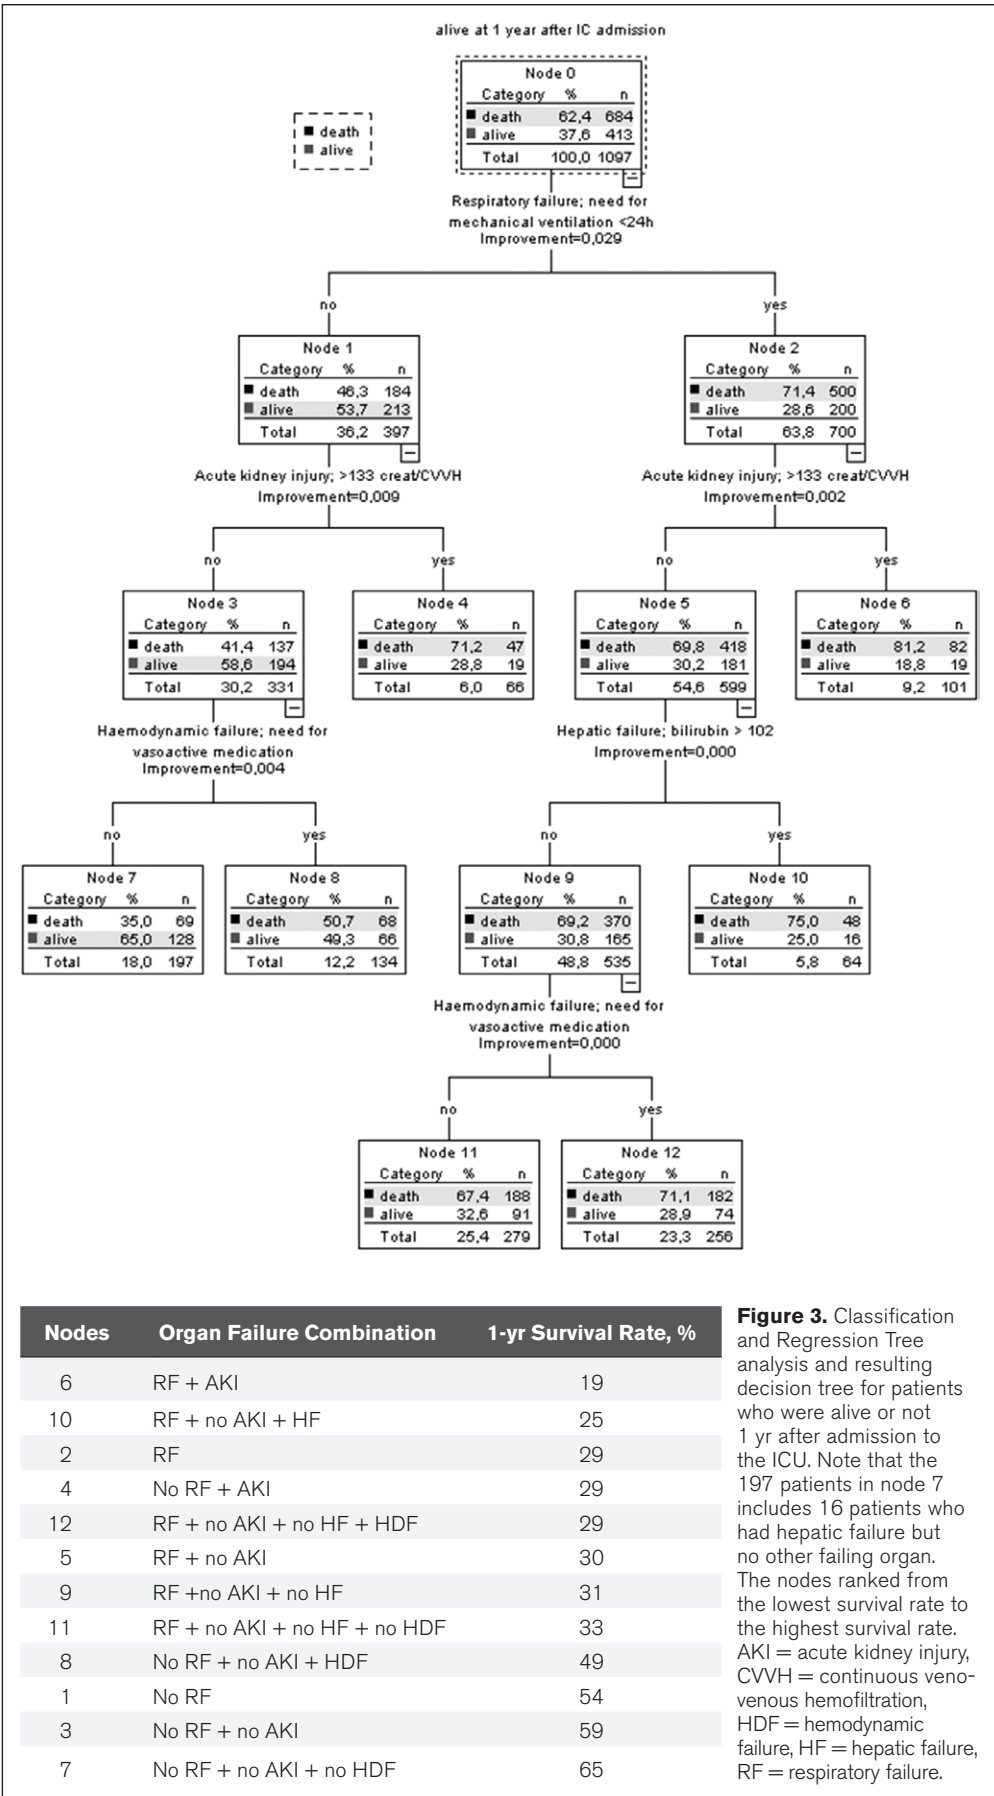 alive at 1 year after IC admission
Node 0
Category % n
death 62,4 684
alive 37,6 413
Total 100,0 1097
death
alive
Respiratory failure; need for
mechanical ventilation <24h
Improvement=0,029
no
yes
Node 1
Category % n
death 46,3 184
alive 53,7 213
Total 36,2 397
Node 2
Category % n
death 71,4 500
alive 28,6 200
Total 63,8 700
Acute kidney injury; >133 creat/CVVH
Improvement=0,009
Acute kidney injury; >133 creat/CVVH
Improvement=0,002
no
yes
no
yes
Node 3
Category % n
death 41,4 137
alive 58,6 194
Total 30,2 331
Node 4
Category % n
death 71,2 47
alive 28,8 19
Total 6,0 66
Node 5
Category % n
death 69,8 418
alive 30,2 181
Total 54,6 599
Node 6
Category % n
death 81,2 82
alive 18,8 19
Total 9,2 101
Haemodynamic failure; need for
vasoactive medication
Improvement=0,004
Hepatic failure; bilirubin > 102
Improvement=0,000
no
yes
no
yes
Node 7
Category % n
death 35,0 69
alive 65,0 128
Total 18,0 197
Node 8
Category % n
death 50,7 68
alive 49,3 66
Total 12,2 134
Node 9
Category % n
death 69,2 370
alive 30,8 165
Total 48,8 535
Node 10
Category % n
death 75,0 48
alive 25,0 16
Total 5,8 64
Haemodynamic failure; need for
vasoactive medication
Improvement=0,000
no
yes
Node 11
Category % n
death 67,4 188
alive 32,6 91
Total 25,4 279
Node 12
Category % n
death 71,1 182
alive 28,9 74
Total 23,3 256
Nodes Organ Failure Combination 1-yr Survival Rate, %
6 RF + AKI 19
10 RF + no AKI + HF 25
2 RF 29
4 No RF + AKI 29
12 RF + no AKI + no HF + HDF 29
5 RF + no AKI 30
9 RF +no AKI + no HF 31
11 RF + no AKI + no HF + no HDF 33
8 No RF + no AKI + HDF 49
1 No RF 54
3 No RF + no AKI 59
7 No RF + no AKI + no HDF 65
Figure 3. Classification
and Regression Tree
analysis and resulting
decision tree for patients
who were alive or not
1 yr after admission to
the ICU. Note that the
197 patients in node 7
includes 16 patients who
had hepatic failure but
no other failing organ.
The nodes ranked from
the lowest survival rate to
the highest survival rate.
AKI = acute kidney injury,
CVVH = continuous veno-
venous hemofiltration,
HDF = hemodynamic
failure, HF = hepatic failure,
RF = respiratory failure.